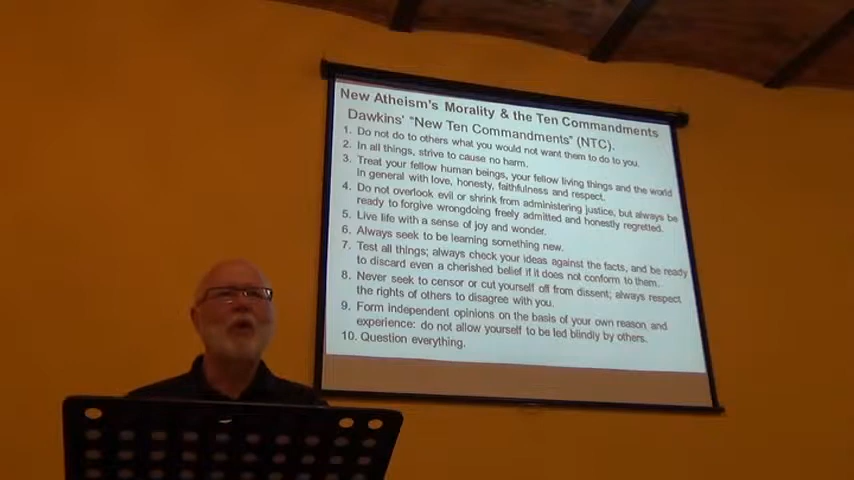 New Atheism's Morality & the Ten Commandments
Dawkins' "New Ten Commandments" (NTC).
1. Do not do to others what you would not want them to do to you.
2. In all things, strive to cause no harm.
3. Treat your fellow human beings, your fellow living things and the world
in general with love, honesty, faithfulness and respect.
4. Do not overlook evil or shrink from administering justice, but always be
ready to forgive wrongdoing freely admitted and honestly regretted.
5. Live life with a sense of joy and wonder.
6. Always seek to be learning something new.
7. Test all things; always check your ideas against the facts, and be ready
to discard even a cherished belief if it does not conform to them.
8. Never seek to censor or cut yourself off from dissent; always respect
the rights of others to disagree with you.
9. Form independent opinions on the basis of your own reason and
experience: do not allow yourself to be led blindly by others.
10. Question everything.